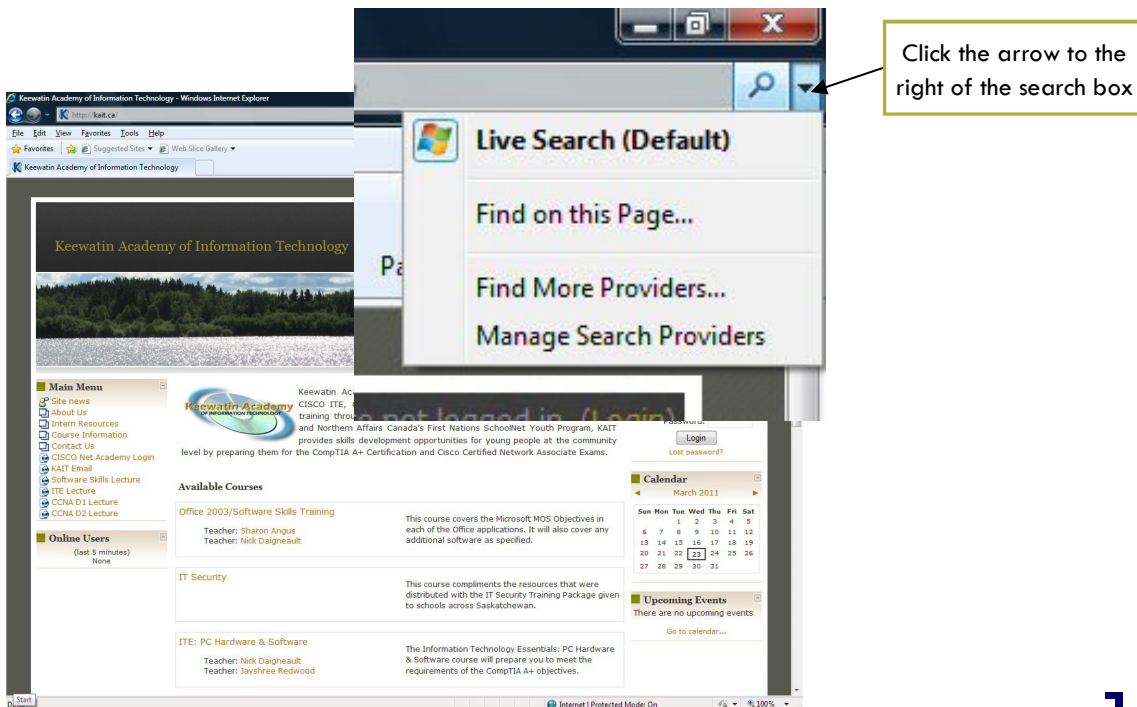 Click the arrow to the
right of the search box
Live Search (Default)
Find on this Page...
Find More Providers...
Manage Search Providers
not logged in. (Login)
Keewatin Academy of Information Technology - Windows Internet Explorer
http://kait.ca/
File Edit View Favorites Tools Help
Favorites Suggested Sites Web Slice Gallery
Keewatin Academy of Information Technology
Keewatin Academy of Information Technology
Main Menu
Site news
About Us
Intern Resources
Course Information
Contact Us
CISCO Net Academy Login
KAIT Email
Software Skills Lecture
ITE Lecture
CCNA D1 Lecture
CCNA D2 Lecture
Online Users
(last 5 minutes)
None
Keewatin Academy
OF INFORMATION TECHNOLOGY
Keewatin
CISCO ITE,
training
and Northern Affairs Canada's First Nations SchoolNet Youth Program, KAIT
provides skills development opportunities for young people at the community
level by preparing them for the CompTIA A+ Certification and Cisco Certified Network Associate Exams.
Available Courses
Office 2003/Software Skills Training
Teacher: Sharon Angus
Teacher: Nick Daigneault
This course covers the Microsoft MOS Objectives in
each of the Office applications. It will also cover any
additional software as specified.
IT Security
This course compliments the resources that were
distributed with the IT Security Training Package given
to schools across Saskatchewan.
ITE: PC Hardware & Software
Teacher: Nick Daigneault
Teacher: Jayshree Redwood
The Information Technology Essentials: PC Hardware
& Software course will prepare you to meet the
requirements of the CompTIA A+ objectives.
Password:
Login
Lost password?
Calendar
March 2011
Sun Mon Tue Wed Thu Fri Sat
1 2 3 4 5
6 7 8 9 10 11 12
13 14 15 16 17 18 19
20 21 22 23 24 25 26
27 28 29 30 31
Upcoming Events
There are no upcoming events
Go to calendar...
Start
Internet | Protected Mode: On 100%